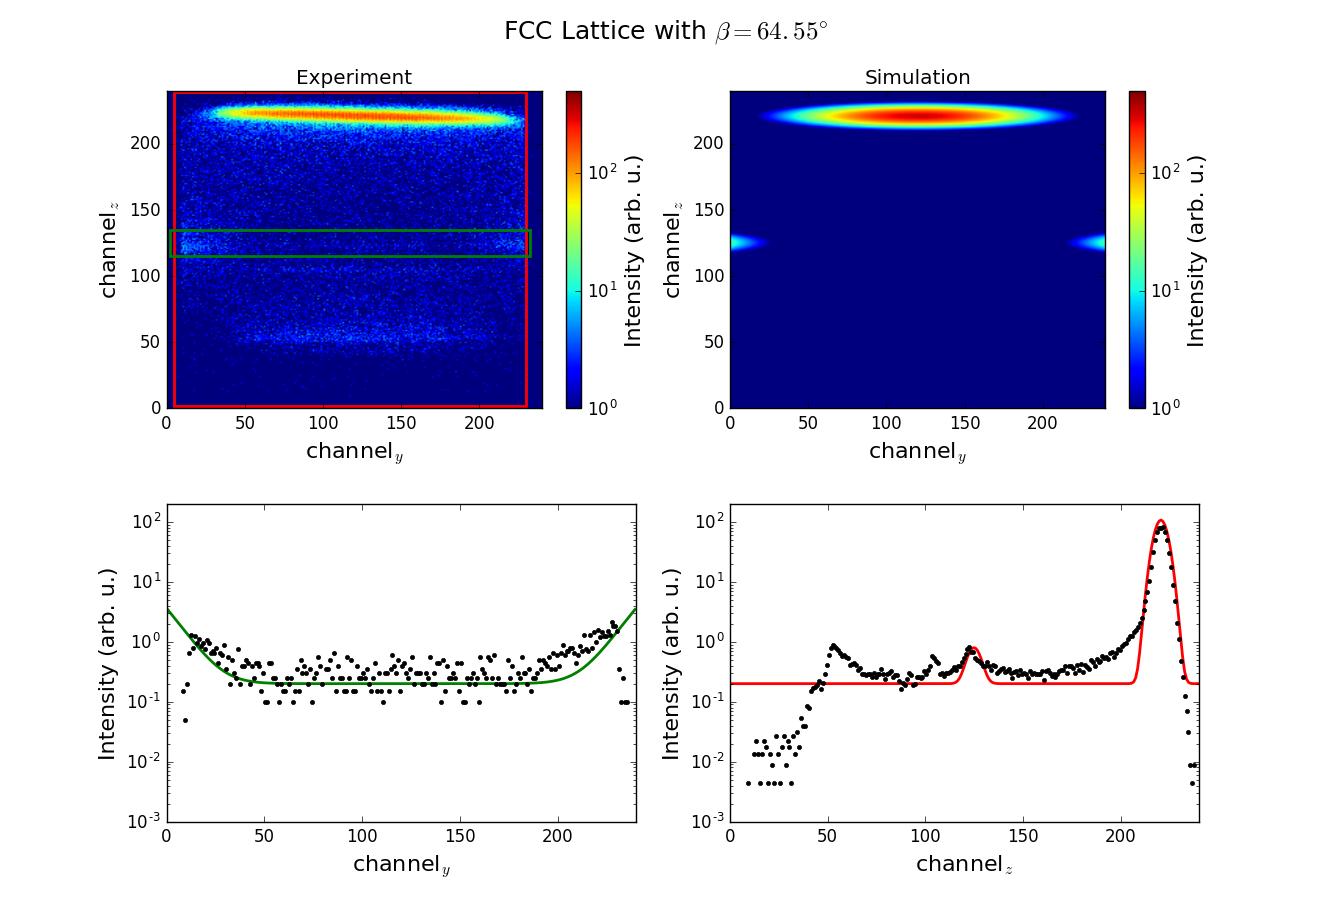 FCC Lattice with β = 64.55°
Experiment
Simulation
200
150
100
50
0
channel_z
0 50 100 150 200
channel_y
10^2
10^1
10^0
Intensity (arb. u.)
200
150
100
50
0
channel_z
0 50 100 150 200
channel_y
10^2
10^1
10^0
Intensity (arb. u.)
10^2
10^1
10^0
10^-1
10^-2
10^-3
Intensity (arb. u.)
0 50 100 150 200
channel_y
10^2
10^1
10^0
10^-1
10^-2
10^-3
Intensity (arb. u.)
0 50 100 150 200
channel_z